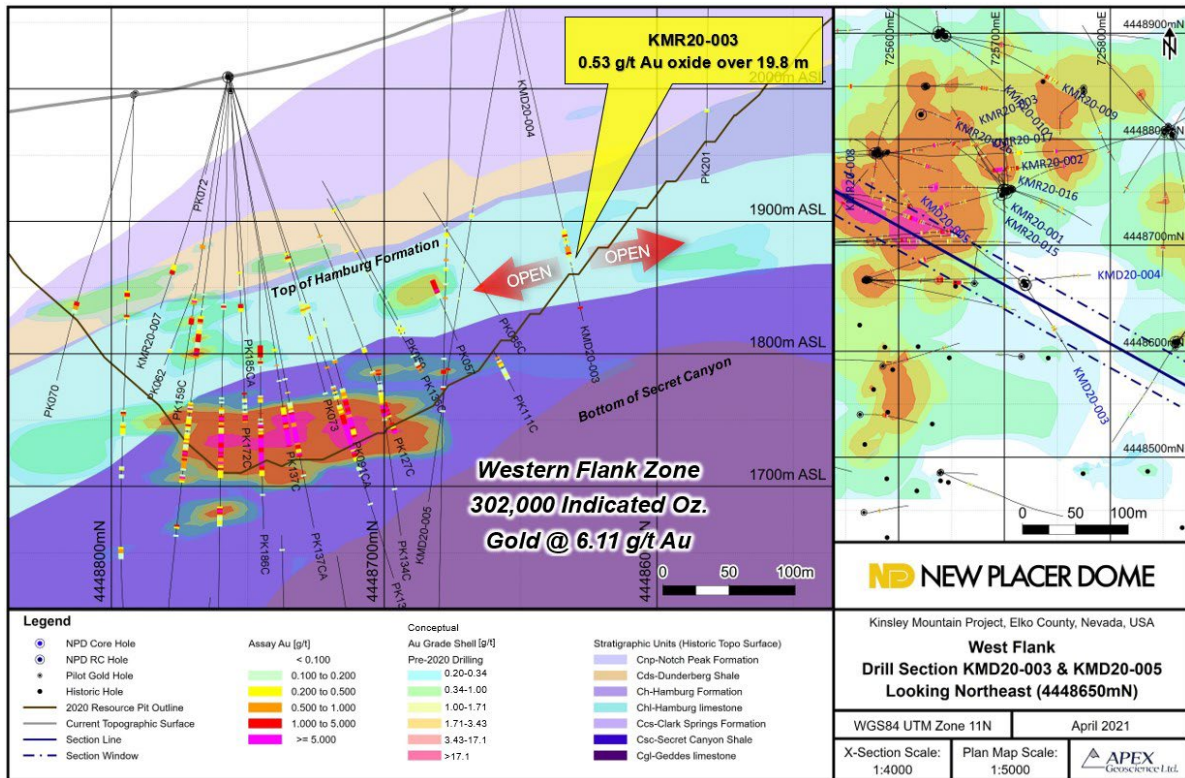 KMR20-003
0.53 g/t Au oxide over 19.8 m
2000m ASL
1900m ASL
1800m ASL
1700m ASL
KMD20-004
PK201
PK072
Top of Hamburg Formation
OPEN
OPEN
PK070
KMR20-007
PK062
PK159C
PK185CA
PK172C
PK186C
PK137C
PK137CA
PK073
PK091CA
PK127C
PK134C
KMD20-005
PK057
PK085C
PK111C
KMD20-003
Bottom of Secret Canyon
Western Flank Zone
302,000 Indicated Oz.
Gold @ 6.11 g/t Au
4448800mN
4448700mN
0 50 100m
725600mE
725700mE
725800mE
N
4448900mN
4448800mN
4448700mN
4448600mN
4448500mN
KMR20-009
KMR20-017
KMR20-002
KMR20-016
KMR20-001
KMR20-015
KMR20-008
KMD20-005
KMD20-004
KMD20-003
0 50 100m
Legend
NPD Core Hole
NPD RC Hole
Pilot Gold Hole
Historic Hole
2020 Resource Pit Outline
Current Topographic Surface
Section Line
Section Window
Assay Au [g/t]
< 0.100
0.100 to 0.200
0.200 to 0.500
0.500 to 1.000
1.000 to 5.000
>= 5.000
Conceptual
Au Grade Shell [g/t]
Pre-2020 Drilling
0.20-0.34
0.34-1.00
1.00-1.71
1.71-3.43
3.43-17.1
>17.1
Stratigraphic Units (Historic Topo Surface)
Cnp-Notch Peak Formation
Cds-Dunderberg Shale
Ch-Hamburg Formation
Chl-Hamburg limestone
Ccs-Clark Springs Formation
Csc-Secret Canyon Shale
Cgl-Geddes limestone
NPD NEW PLACER DOME
Kinsley Mountain Project, Elko County, Nevada, USA
West Flank
Drill Section KMD20-003 & KMD20-005
Looking Northeast (4448650mN)
WGS84 UTM Zone 11N
April 2021
X-Section Scale:
1:4000
Plan Map Scale:
1:5000
APEX
Geoscience Ltd.